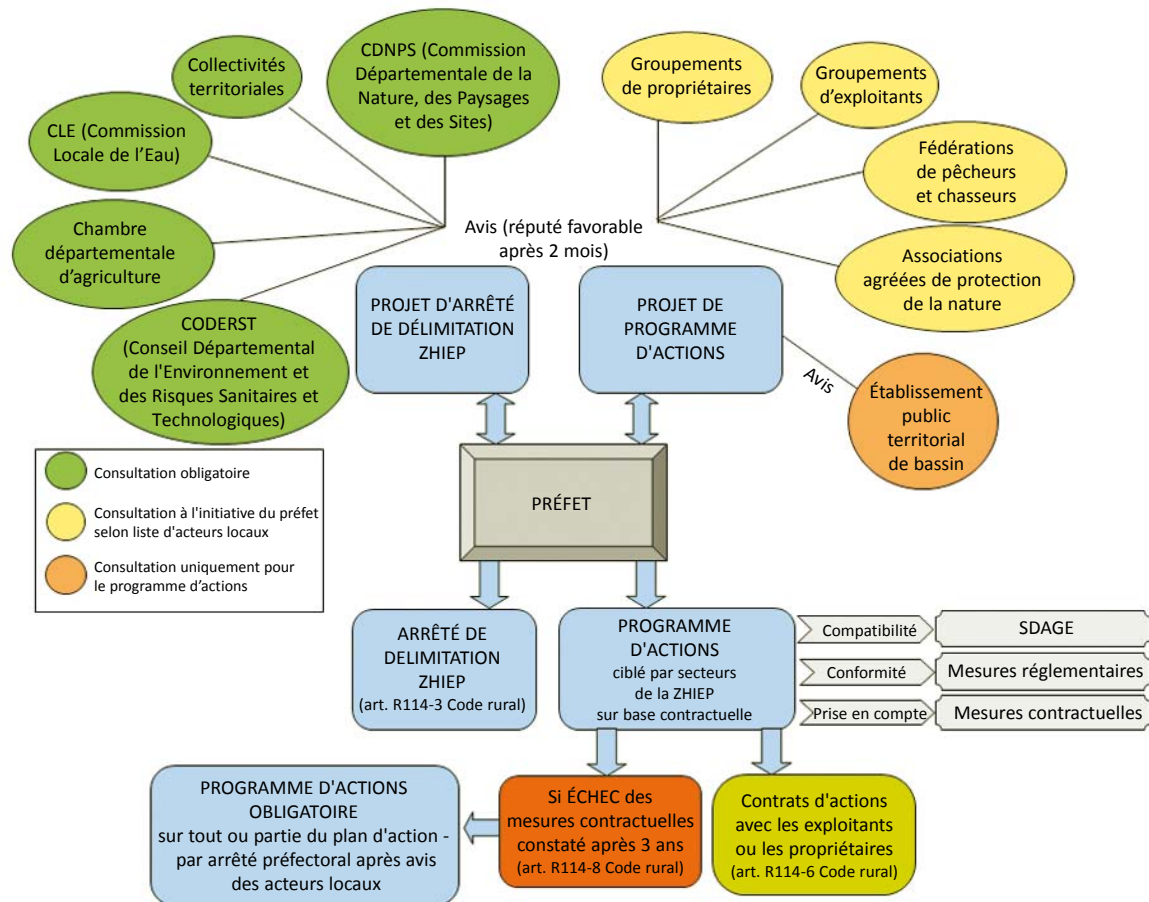 CDNPS (Commission
Départementale de la
Nature, des Paysages
et des Sites)
Collectivités
territoriales
CLE (Commission
Locale de l’Eau)
Chambre
départementale
d’agriculture
CODERST
(Conseil Départemental
de l'Environnement et
des Risques Sanitaires et
Technologiques)
Groupements
de propriétaires
Groupements
d’exploitants
Fédérations
de pêcheurs
et chasseurs
Associations
agréées de protection
de la nature
Avis (réputé favorable
après 2 mois)
PROJET D'ARRÊTÉ
DE DÉLIMITATION
ZHIEP
PROJET DE
PROGRAMME
D'ACTIONS
Avis
Établissement
public
territorial
de bassin
Consultation obligatoire
Consultation à l'initiative du préfet
selon liste d'acteurs locaux
Consultation uniquement pour
le programme d’actions
PRÉFET
ARRÊTÉ DE
DELIMITATION
ZHIEP
(art. R114-3 Code rural)
PROGRAMME
D'ACTIONS
ciblé par secteurs
de la ZHIEP
sur base contractuelle
Compatibilité
SDAGE
Conformité
Mesures réglementaires
Prise en compte
Mesures contractuelles
PROGRAMME D'ACTIONS
OBLIGATOIRE
sur tout ou partie du plan d'action -
par arrêté préfectoral après avis
des acteurs locaux
Si ÉCHEC des
mesures contractuelles
constaté après 3 ans
(art. R114-8 Code rural)
Contrats d'actions
avec les exploitants
ou les propriétaires
(art. R114-6 Code rural)